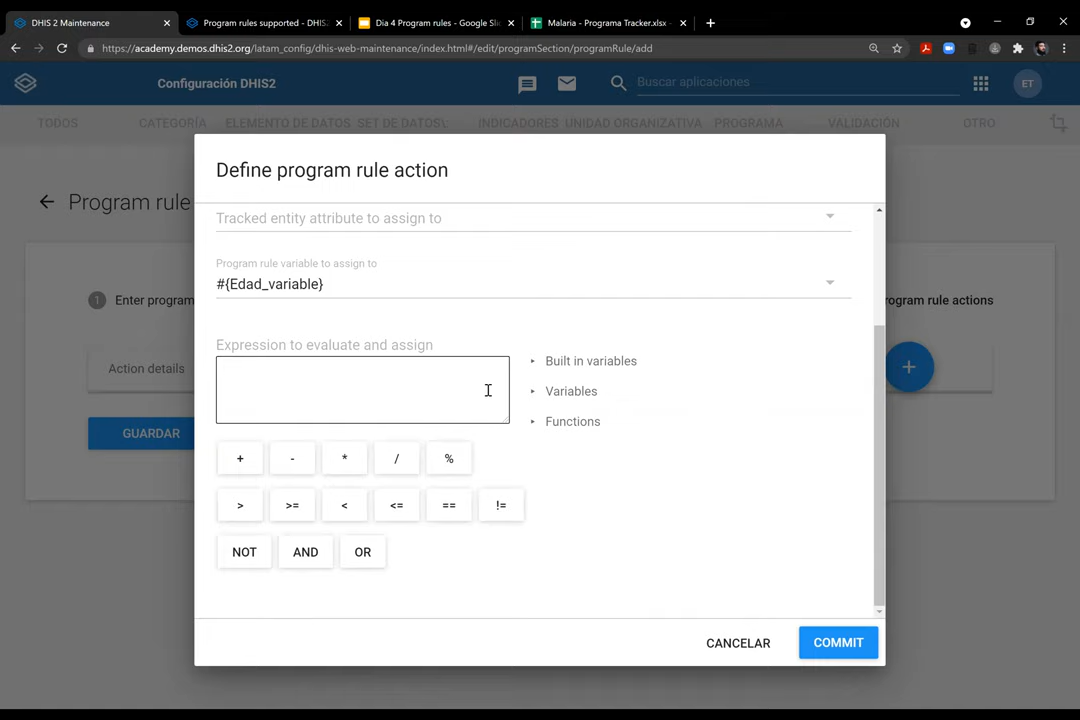 DHIS 2 Maintenance
Program rules supported - DHIS
Dia 4 Program rules - Google Sli
Malaria - Programa Tracker.xlsx -
https://academy.demos.dhis2.org/latam_config/dhis-web-maintenance/index.html#/edit/programSection/programRule/add
Configuración DHIS2
Buscar aplicaciones
ET
TODOS
CATEGORÍA
ELEMENTO DE DATOS
SET DE DATOS\
INDICADORES
UNIDAD ORGANIZATIVA
PROGRAMA
VALIDACIÓN
OTRO
Program rule
1 Enter program
rogram rule actions
Action details
GUARDAR
Define program rule action
Tracked entity attribute to assign to
Program rule variable to assign to
#{Edad_variable}
Expression to evaluate and assign
Built in variables
Variables
Functions
+ - * / %
> >= < <= == !=
NOT AND OR
CANCELAR
COMMIT